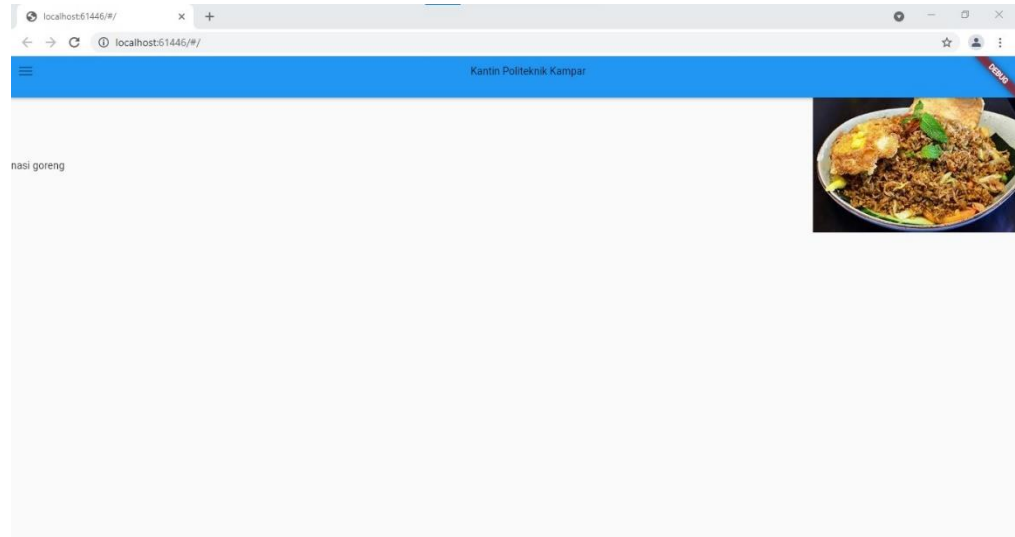 localhost:61446/#/
localhost:61446/#/
Kantin Politeknik Kampar
DEBUG
nasi goreng